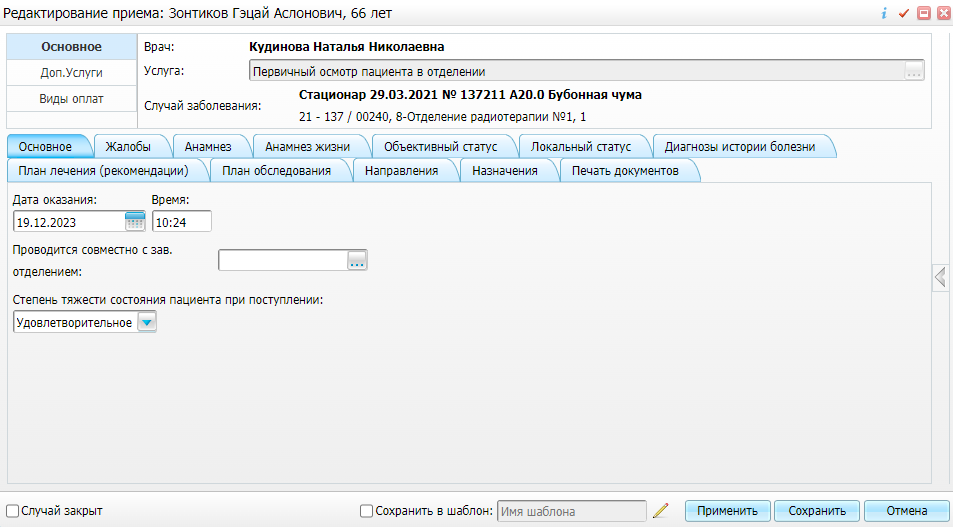 Редактирование приема: Зонтиков Гэцай Аслонович, 66 лет
Основное
Доп.Услуги
Виды оплат
Врач: Кудинова Наталья Николаевна
Услуга: Первичный осмотр пациента в отделении ...
Случай заболевания: Стационар 29.03.2021 № 137211 А20.0 Бубонная чума
21 - 137 / 00240, 8-Отделение радиотерапии №1, 1
Основное Жалобы Анамнез Анамнез жизни Объективный статус Локальный статус Диагнозы истории болезни
План лечения (рекомендации) План обследования Направления Назначения Печать документов
Дата оказания: Время:
19.12.2023 10:24
Проводится совместно с зав.
отделением: ...
Степень тяжести состояния пациента при поступлении:
Удовлетворительное
Случай закрыт Сохранить в шаблон: Имя шаблона Применить Сохранить Отмена